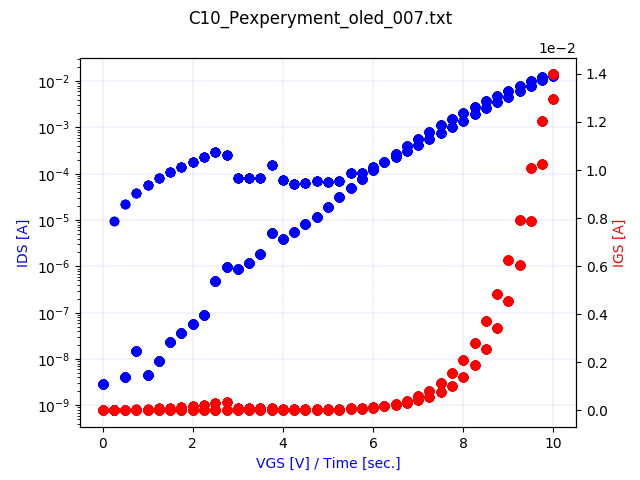 C10_Pexperyment_oled_007.txt
1e−2
10⁻²
10⁻³
10⁻⁴
10⁻⁵
10⁻⁶
10⁻⁷
10⁻⁸
10⁻⁹
IDS [A]
1.4
1.2
1.0
0.8
0.6
0.4
0.2
0.0
IGS [A]
0 2 4 6 8 10
VGS [V] / Time [sec.]